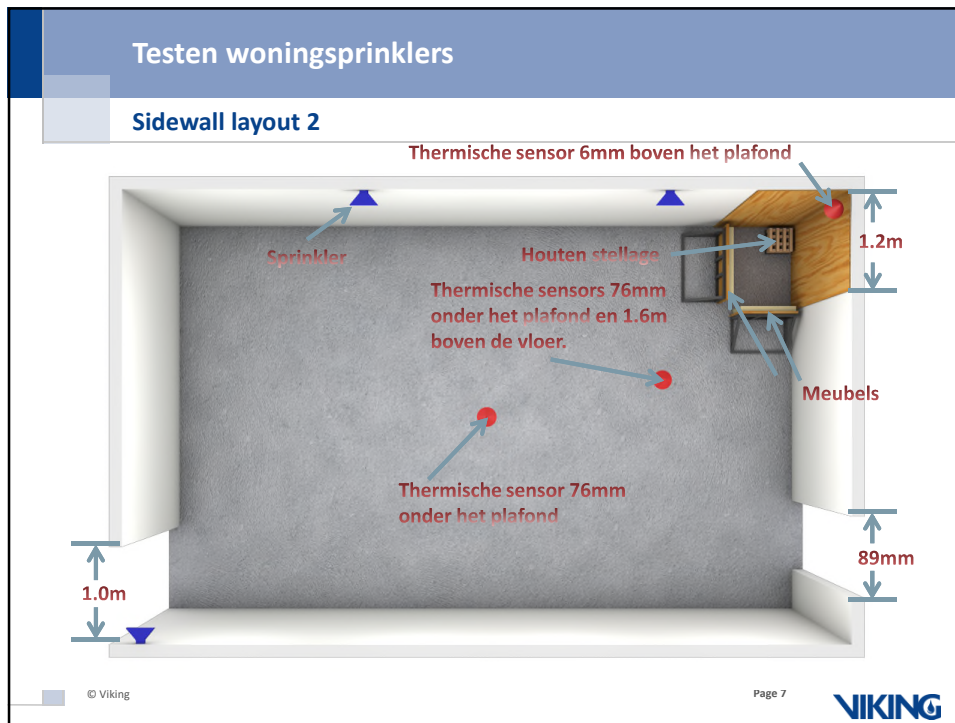 Testen woningsprinklers
Sidewall layout 2
Thermische sensor 6mm boven het plafond
Sprinkler
Houten stellage
1.2m
Thermische sensors 76mm
onder het plafond en 1.6m
boven de vloer.
Meubels
Thermische sensor 76mm
onder het plafond
89mm
1.0m
© Viking
Page 7
VIKING